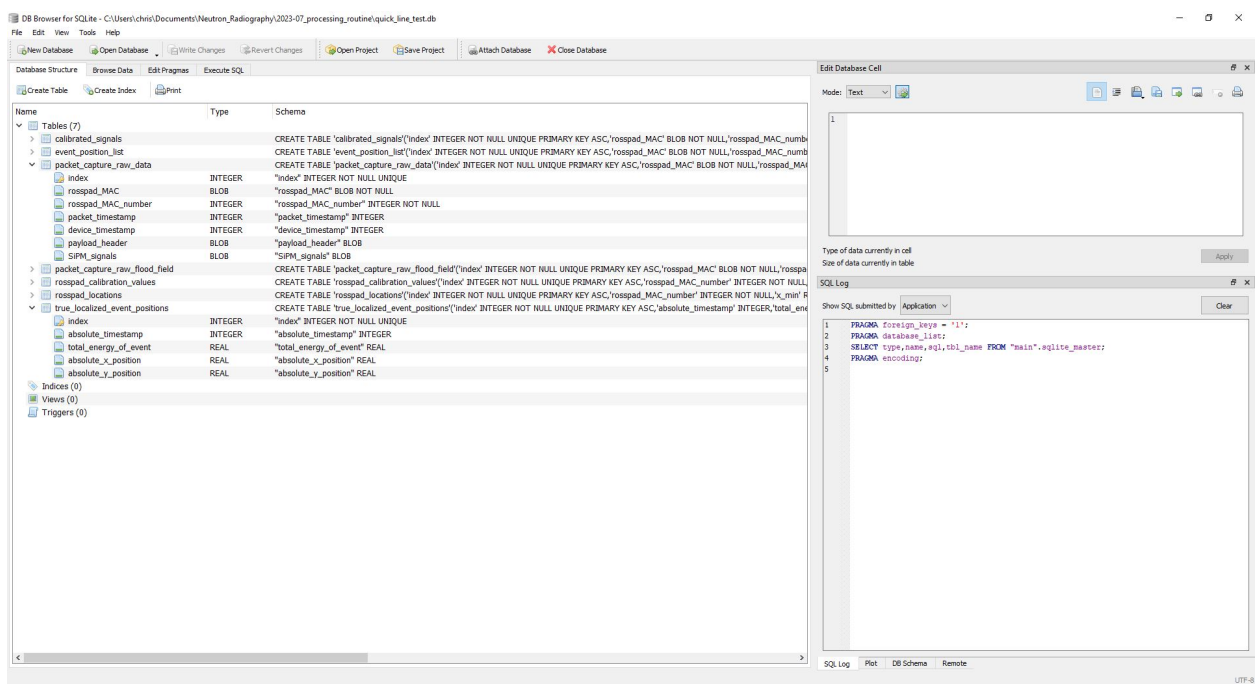 DB Browser for SQLite - C:\Users\chris\Documents\Neutron_Radiography\2023-07_processing_routine\quick_line_test.db
File Edit View Tools Help
New Database Open Database Write Changes Revert Changes Open Project Save Project Attach Database Close Database
Database Structure Browse Data Edit Pragmas Execute SQL
Create Table Create Index Print
Name Type Schema
Tables (7)
calibrated_signals CREATE TABLE 'calibrated_signals'('index' INTEGER NOT NULL UNIQUE PRIMARY KEY ASC,'rosspad_MAC' BLOB NOT NULL,'rosspad_MAC_numbe
event_position_list CREATE TABLE 'event_position_list'('index' INTEGER NOT NULL UNIQUE PRIMARY KEY ASC,'rosspad_MAC' BLOB NOT NULL,'rosspad_MAC_numb
packet_capture_raw_data CREATE TABLE 'packet_capture_raw_data'('index' INTEGER NOT NULL UNIQUE PRIMARY KEY ASC,'rosspad_MAC' BLOB NOT NULL,'rosspad_MA
index INTEGER "index" INTEGER NOT NULL UNIQUE
rosspad_MAC BLOB "rosspad_MAC" BLOB NOT NULL
rosspad_MAC_number INTEGER "rosspad_MAC_number" INTEGER NOT NULL
packet_timestamp INTEGER "packet_timestamp" INTEGER
device_timestamp INTEGER "device_timestamp" INTEGER
payload_header BLOB "payload_header" BLOB
SiPM_signals BLOB "SiPM_signals" BLOB
packet_capture_raw_flood_field CREATE TABLE 'packet_capture_raw_flood_field'('index' INTEGER NOT NULL UNIQUE PRIMARY KEY ASC,'rosspad_MAC' BLOB NOT NULL,'rosspa
rosspad_calibration_values CREATE TABLE 'rosspad_calibration_values'('index' INTEGER NOT NULL UNIQUE PRIMARY KEY ASC,'rosspad_MAC_number' INTEGER NOT NULL,
rosspad_locations CREATE TABLE 'rosspad_locations'('index' INTEGER NOT NULL UNIQUE PRIMARY KEY ASC,'rosspad_MAC_number' INTEGER NOT NULL,'x_min' R
true_localized_event_positions CREATE TABLE 'true_localized_event_positions'('index' INTEGER NOT NULL UNIQUE PRIMARY KEY ASC,'absolute_timestamp' INTEGER,'total_ene
index INTEGER "index" INTEGER NOT NULL UNIQUE
absolute_timestamp INTEGER "absolute_timestamp" INTEGER
total_energy_of_event REAL "total_energy_of_event" REAL
absolute_x_position REAL "absolute_x_position" REAL
absolute_y_position REAL "absolute_y_position" REAL
Indices (0)
Views (0)
Triggers (0)
Edit Database Cell
Mode: Text
1
Type of data currently in cell
Size of data currently in table
Apply
SQL Log
Show SQL submitted by Application Clear
1 PRAGMA foreign_keys = '1';
2 PRAGMA database_list;
3 SELECT type,name,sql,tbl_name FROM "main".sqlite_master;
4 PRAGMA encoding;
5
SQL Log Plot DB Schema Remote
UTF-8